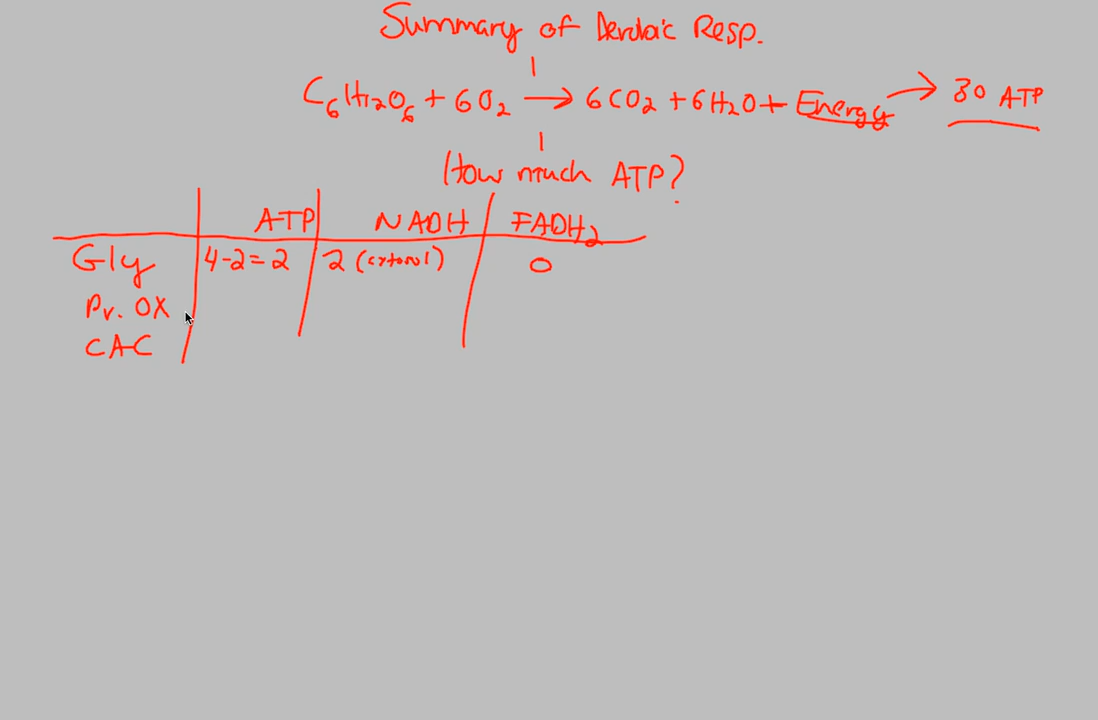 Summary of Aerobic Resp.
C6H12O6 + 6O2 → 6CO2 + 6H2O + Energy → 30 ATP
How much ATP?
ATP NADH FADH2
Gly 4-2=2 2 (cytosol) 0
Pv. OX
CAC